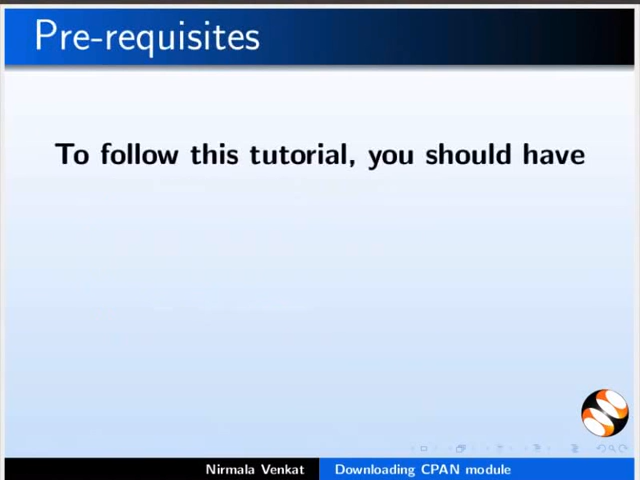 Pre-requisites
To follow this tutorial, you should have
Nirmala Venkat
Downloading CPAN module